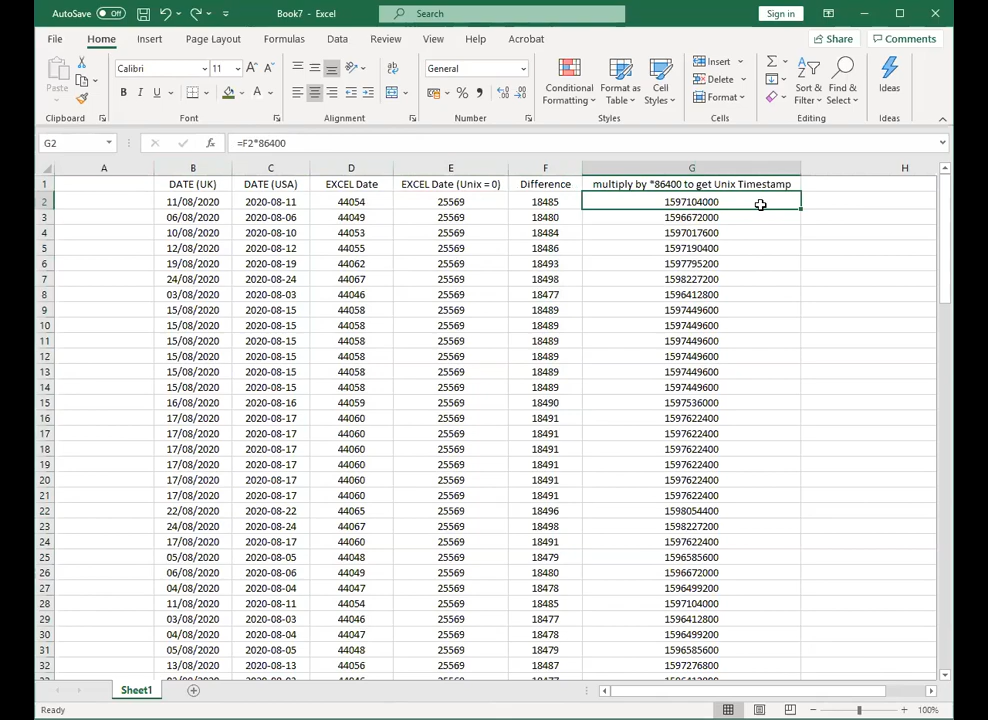 AutoSave Off Book7 - Excel Search Sign in
File Home Insert Page Layout Formulas Data Review View Help Acrobat Share Comments
Paste Calibri 11 General Conditional Formatting Format as Table Cell Styles Insert Delete Format Sort & Filter Find & Select Ideas
Clipboard Font Alignment Number Styles Cells Editing Ideas
G2 fx =F2*86400
A B C D E F G H
1 DATE (UK) DATE (USA) EXCEL Date EXCEL Date (Unix = 0) Difference multiply by *86400 to get Unix Timestamp
2 11/08/2020 2020-08-11 44054 25569 18485 1597104000
3 06/08/2020 2020-08-06 44049 25569 18480 1596672000
4 10/08/2020 2020-08-10 44053 25569 18484 1597017600
5 12/08/2020 2020-08-12 44055 25569 18486 1597190400
6 19/08/2020 2020-08-19 44062 25569 18493 1597795200
7 24/08/2020 2020-08-24 44067 25569 18498 1598227200
8 03/08/2020 2020-08-03 44046 25569 18477 1596412800
9 15/08/2020 2020-08-15 44058 25569 18489 1597449600
10 15/08/2020 2020-08-15 44058 25569 18489 1597449600
11 15/08/2020 2020-08-15 44058 25569 18489 1597449600
12 15/08/2020 2020-08-15 44058 25569 18489 1597449600
13 15/08/2020 2020-08-15 44058 25569 18489 1597449600
14 15/08/2020 2020-08-15 44058 25569 18489 1597449600
15 16/08/2020 2020-08-16 44059 25569 18490 1597536000
16 17/08/2020 2020-08-17 44060 25569 18491 1597622400
17 17/08/2020 2020-08-17 44060 25569 18491 1597622400
18 17/08/2020 2020-08-17 44060 25569 18491 1597622400
19 17/08/2020 2020-08-17 44060 25569 18491 1597622400
20 17/08/2020 2020-08-17 44060 25569 18491 1597622400
21 17/08/2020 2020-08-17 44060 25569 18491 1597622400
22 22/08/2020 2020-08-22 44065 25569 18496 1598054400
23 24/08/2020 2020-08-24 44067 25569 18498 1598227200
24 17/08/2020 2020-08-17 44060 25569 18491 1597622400
25 05/08/2020 2020-08-05 44048 25569 18479 1596585600
26 06/08/2020 2020-08-06 44049 25569 18480 1596672000
27 04/08/2020 2020-08-04 44047 25569 18478 1596499200
28 11/08/2020 2020-08-11 44054 25569 18485 1597104000
29 03/08/2020 2020-08-03 44046 25569 18477 1596412800
30 04/08/2020 2020-08-04 44047 25569 18478 1596499200
31 05/08/2020 2020-08-05 44048 25569 18479 1596585600
32 13/08/2020 2020-08-13 44056 25569 18487 1597276800
Sheet1
Ready 100%